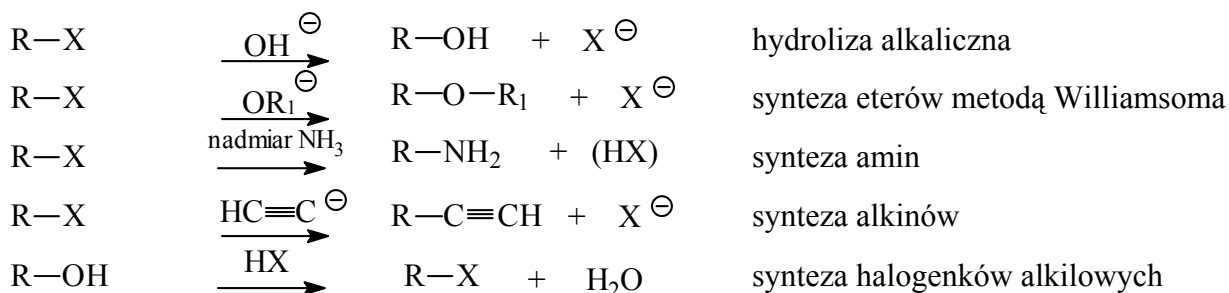 R—X OH⊖ R—OH + X⊖ hydroliza alkaliczna
R—X OR₁⊖ R—O—R₁ + X⊖ synteza eterów metodą Williamsoma
R—X nadmiar NH₃ R—NH₂ + (HX) synteza amin
R—X HC≡C⊖ R—C≡CH + X⊖ synteza alkinów
R—OH HX R—X + H₂O synteza halogenków alkilowych